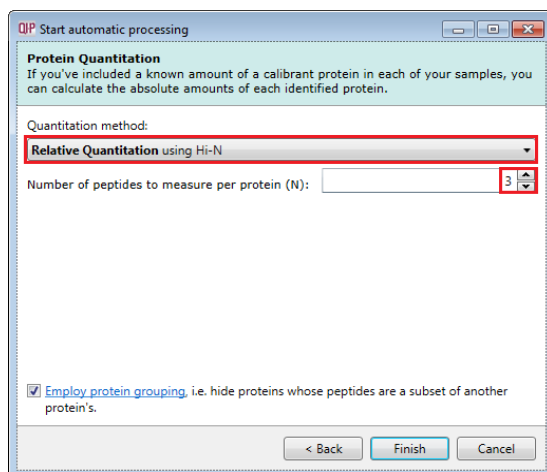 QIP Start automatic processing
Protein Quantitation
If you've included a known amount of a calibrant protein in each of your samples, you
can calculate the absolute amounts of each identified protein.
Quantitation method:
Relative Quantitation using Hi-N
Number of peptides to measure per protein (N): 3
Employ protein grouping, i.e. hide proteins whose peptides are a subset of another
protein's.
< Back Finish Cancel